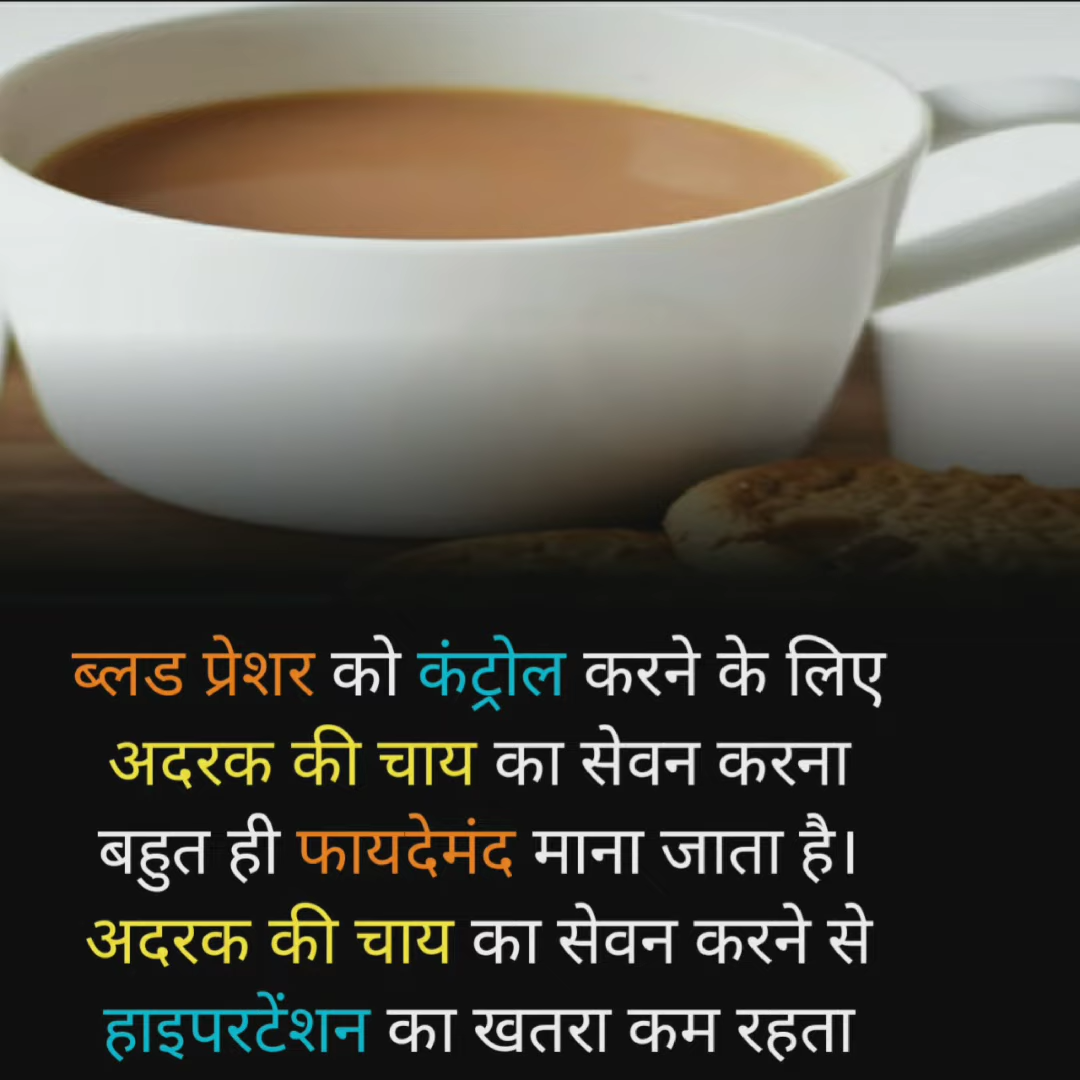 ब्लड प्रेशर को कंट्रोल करने के लिए
अदरक की चाय का सेवन करना
बहुत ही फायदेमंद माना जाता है।
अदरक की चाय का सेवन करने से
हाइपरटेंशन का खतरा कम रहता